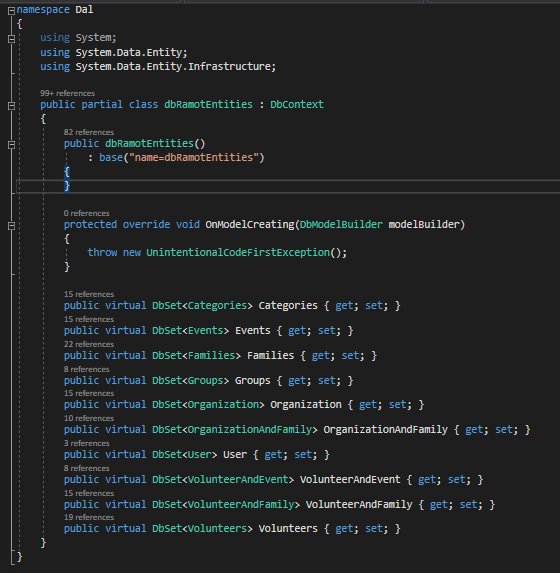 namespace Dal
{
using System;
using System.Data.Entity;
using System.Data.Entity.Infrastructure;
99+ references
public partial class dbRamotEntities : DbContext
{
82 references
public dbRamotEntities()
: base("name=dbRamotEntities")
{
}
0 references
protected override void OnModelCreating(DbModelBuilder modelBuilder)
{
throw new UnintentionalCodeFirstException();
}
15 references
public virtual DbSet<Categories> Categories { get; set; }
15 references
public virtual DbSet<Events> Events { get; set; }
22 references
public virtual DbSet<Families> Families { get; set; }
8 references
public virtual DbSet<Groups> Groups { get; set; }
15 references
public virtual DbSet<Organization> Organization { get; set; }
10 references
public virtual DbSet<OrganizationAndFamily> OrganizationAndFamily { get; set; }
3 references
public virtual DbSet<User> User { get; set; }
8 references
public virtual DbSet<VolunteerAndEvent> VolunteerAndEvent { get; set; }
15 references
public virtual DbSet<VolunteerAndFamily> VolunteerAndFamily { get; set; }
19 references
public virtual DbSet<Volunteers> Volunteers { get; set; }
}
}